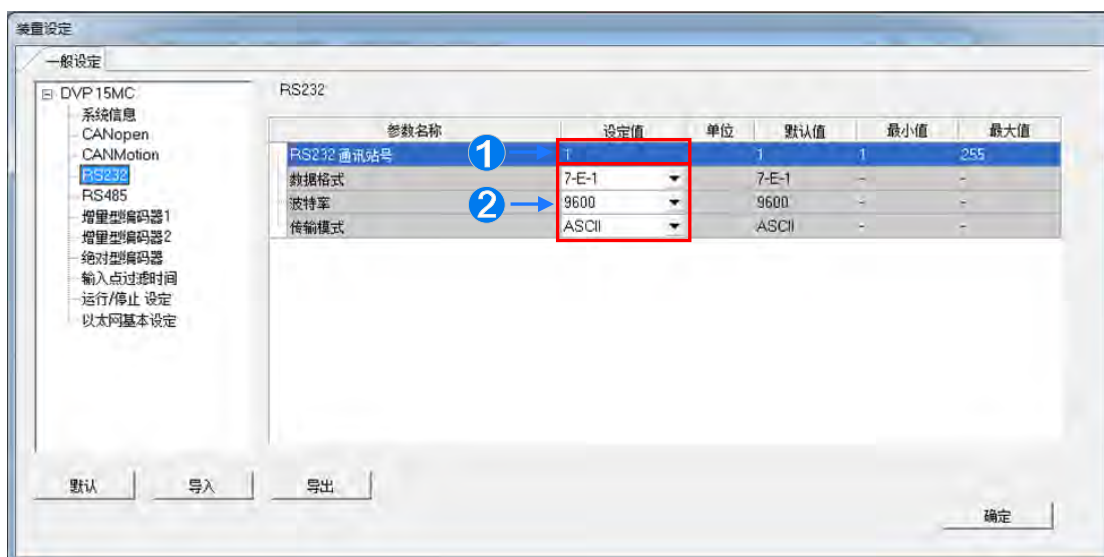 装置设定
一般设定
DVP15MC
系统信息
CANopen
CANMotion
RS232
RS485
增量型编码器1
增量型编码器2
绝对型编码器
输入点过滤时间
运行/停止 设定
以太网基本设定
RS232
参数名称 设定值 单位 默认值 最小值 最大值
RS232 通讯站号 1 1 1 1 255
数据格式 7-E-1 7-E-1 - -
波特率 2 9600 9600 - -
传输模式 ASCII ASCII - -
默认 导入 导出
确定